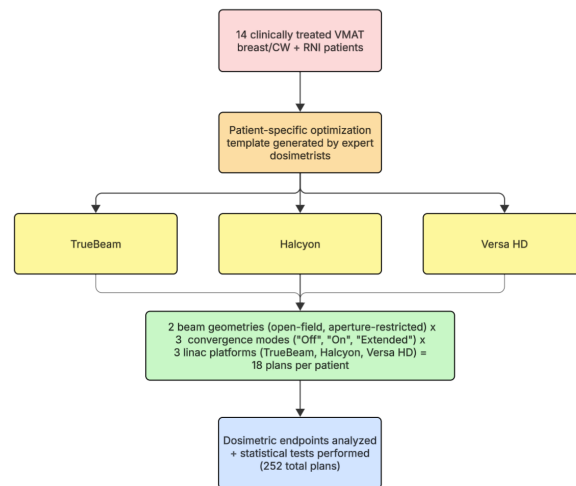 14 clinically treated VMAT
breast/CW + RNI patients
Patient-specific optimization
template generated by expert
dosimetrists
TrueBeam
Halcyon
Versa HD
2 beam geometries (open-field, aperture-restricted) x
3 convergence modes ("Off", "On", "Extended") x
3 linac platforms (TrueBeam, Halcyon, Versa HD) =
18 plans per patient
Dosimetric endpoints analyzed
+ statistical tests performed
(252 total plans)